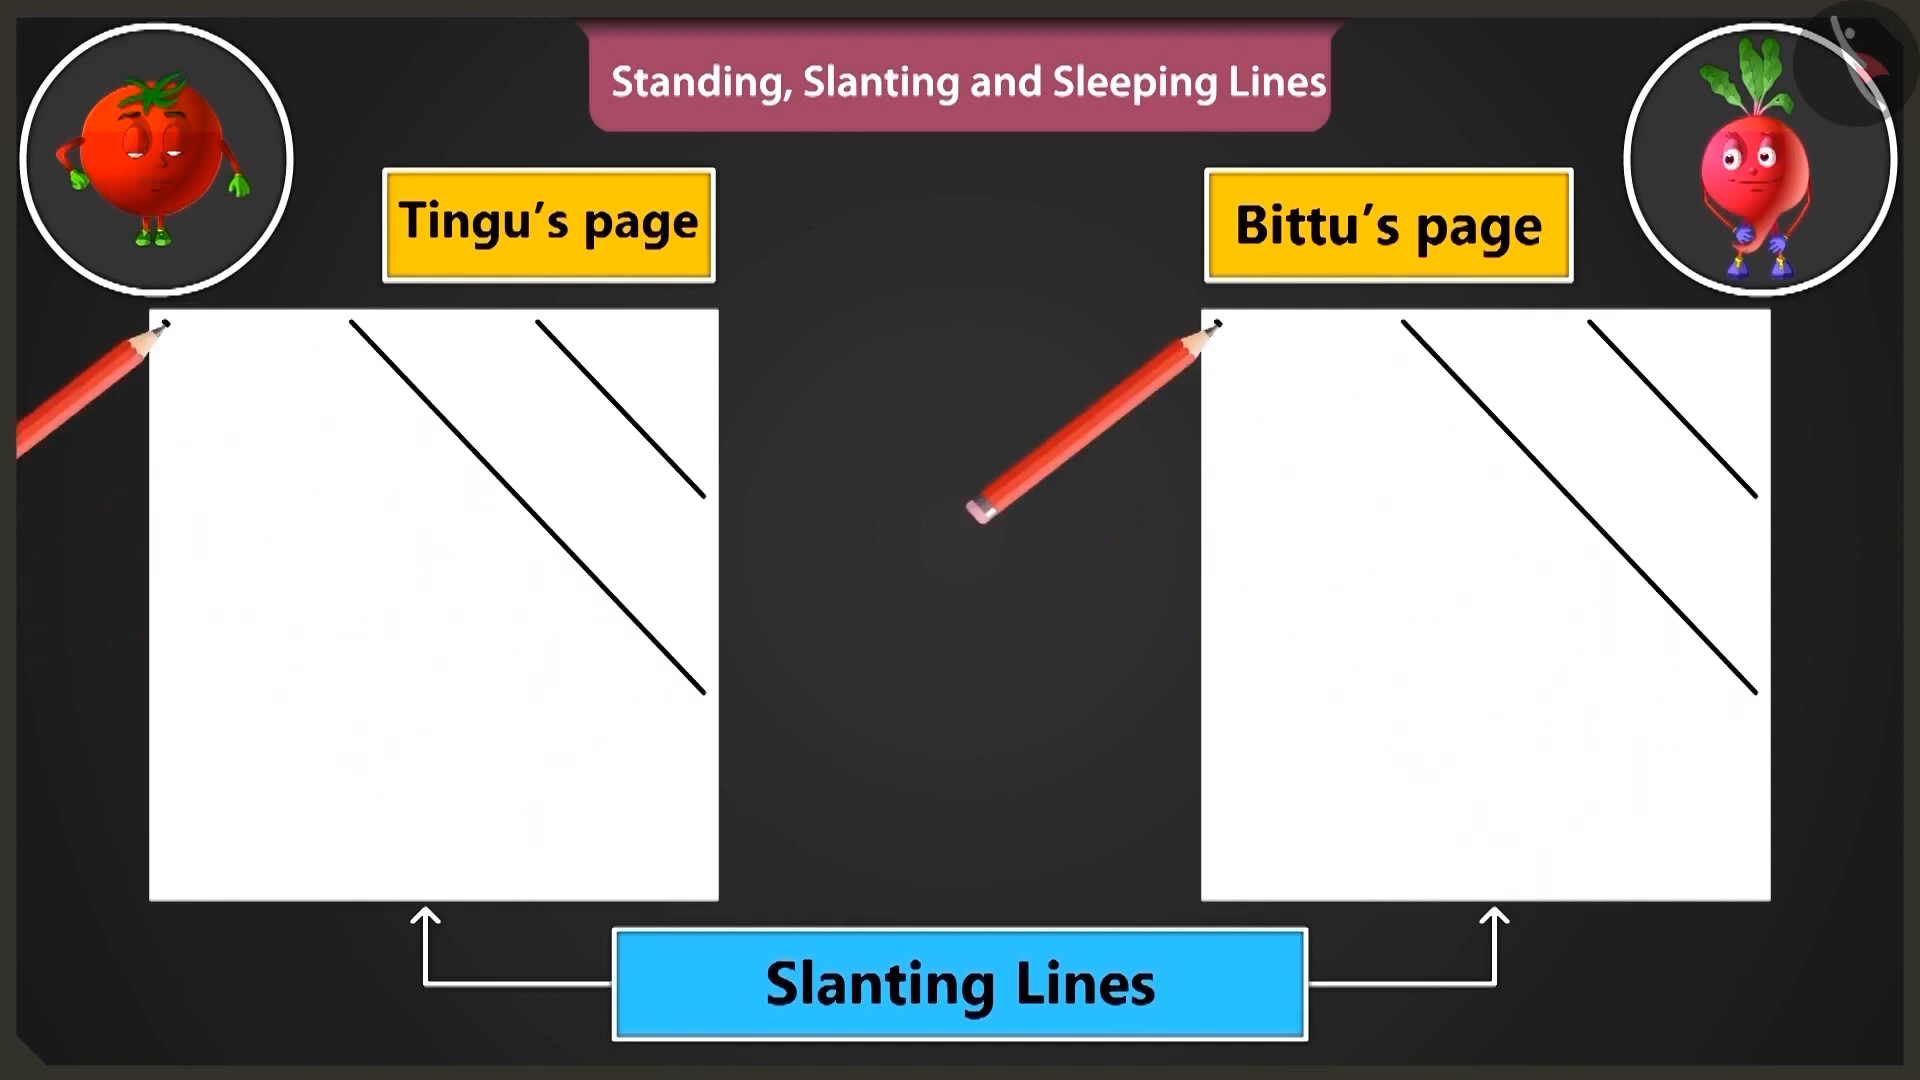 Standing, Slanting and Sleeping Lines
Tingu’s page
Bittu’s page
Slanting Lines